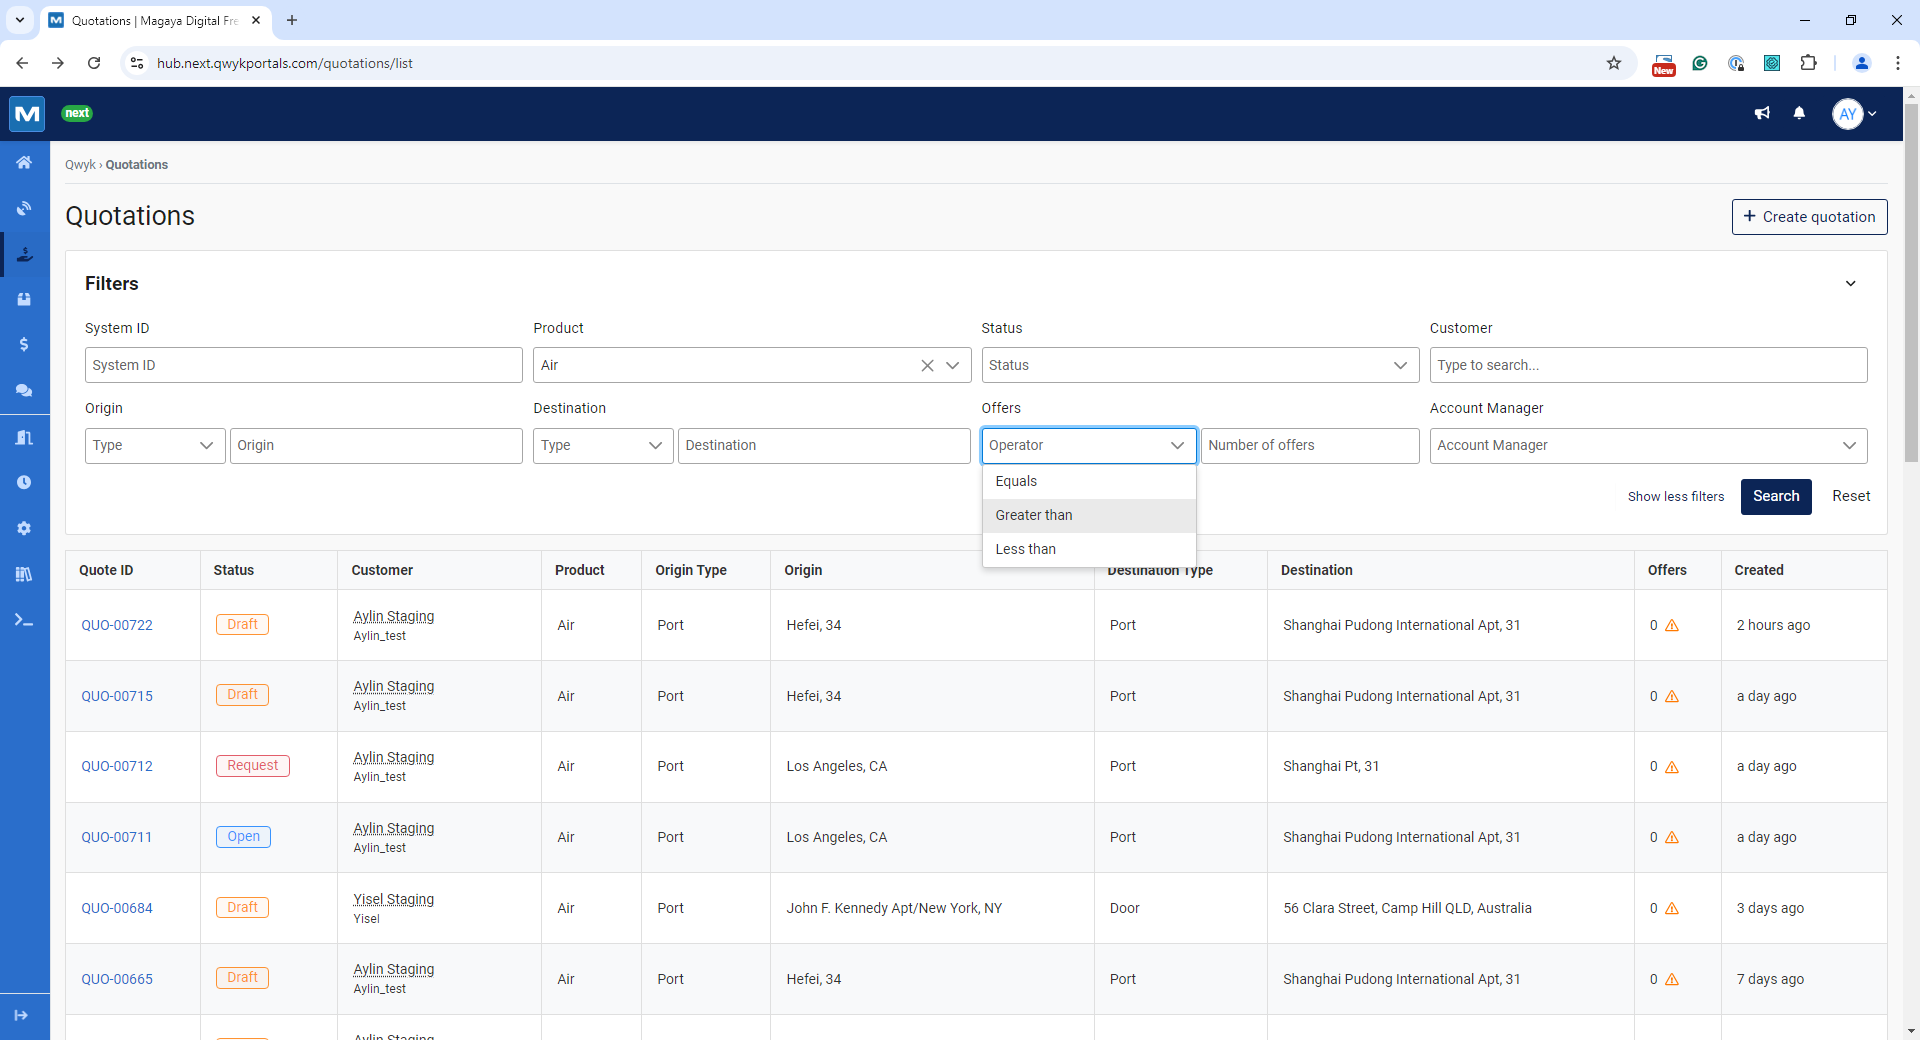 Quotations | Magaya Digital Fre
hub.next.qwykportals.com/quotations/list
New
M next AY
Qwyk › Quotations
Quotations
+ Create quotation
Filters
System ID Product Status Customer
System ID Air Status Type to search...
Origin Destination Offers Account Manager
Type Origin Type Destination Operator Number of offers Account Manager
Equals
Greater than
Less than
Show less filters Search Reset
Quote ID Status Customer Product Origin Type Origin Destination Type Destination Offers Created
QUO-00722 Draft Aylin Staging Air Port Hefei, 34 Port Shanghai Pudong International Apt, 31 0 2 hours ago
Aylin_test
QUO-00715 Draft Aylin Staging Air Port Hefei, 34 Port Shanghai Pudong International Apt, 31 0 a day ago
Aylin_test
QUO-00712 Request Aylin Staging Air Port Los Angeles, CA Port Shanghai Pt, 31 0 a day ago
Aylin_test
QUO-00711 Open Aylin Staging Air Port Los Angeles, CA Port Shanghai Pudong International Apt, 31 0 a day ago
Aylin_test
QUO-00684 Draft Yisel Staging Air Port John F. Kennedy Apt/New York, NY Door 56 Clara Street, Camp Hill QLD, Australia 0 3 days ago
Yisel
QUO-00665 Draft Aylin Staging Air Port Hefei, 34 Port Shanghai Pudong International Apt, 31 0 7 days ago
Aylin_test
Aylin Staging